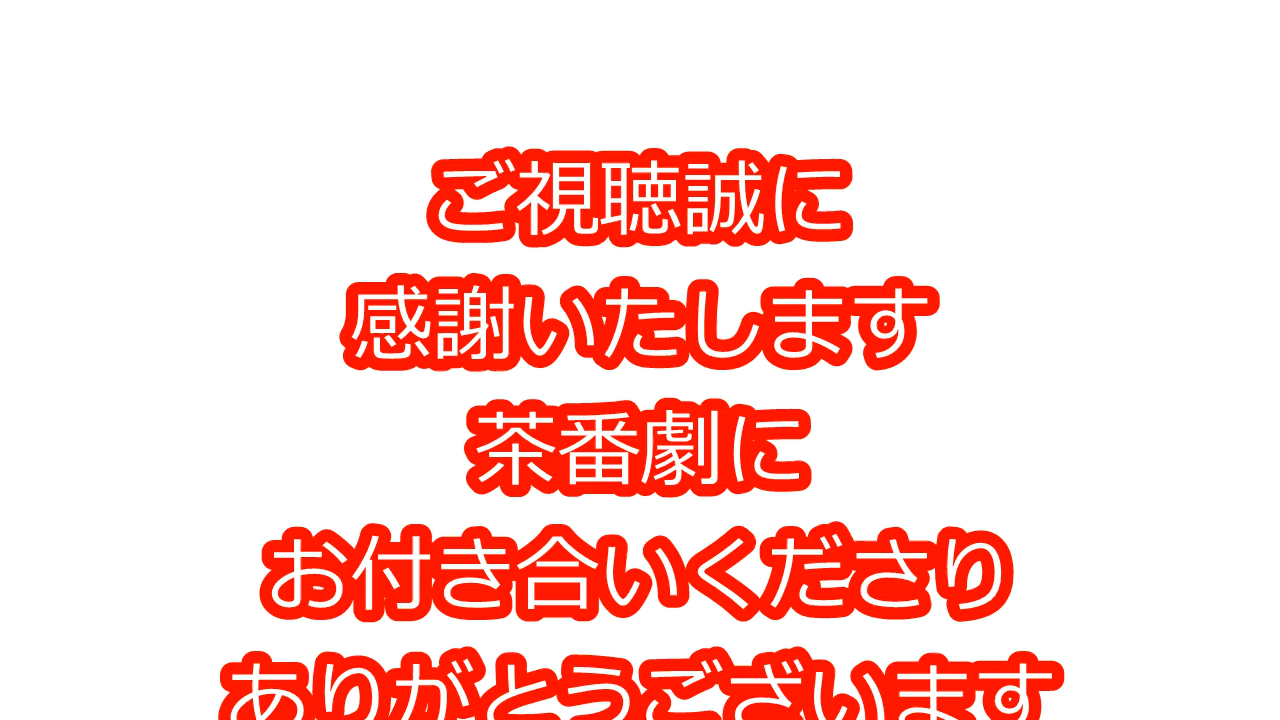 ご視聴誠に
感謝いたします
茶番劇に
お付き合いくださり
ありがとうございます